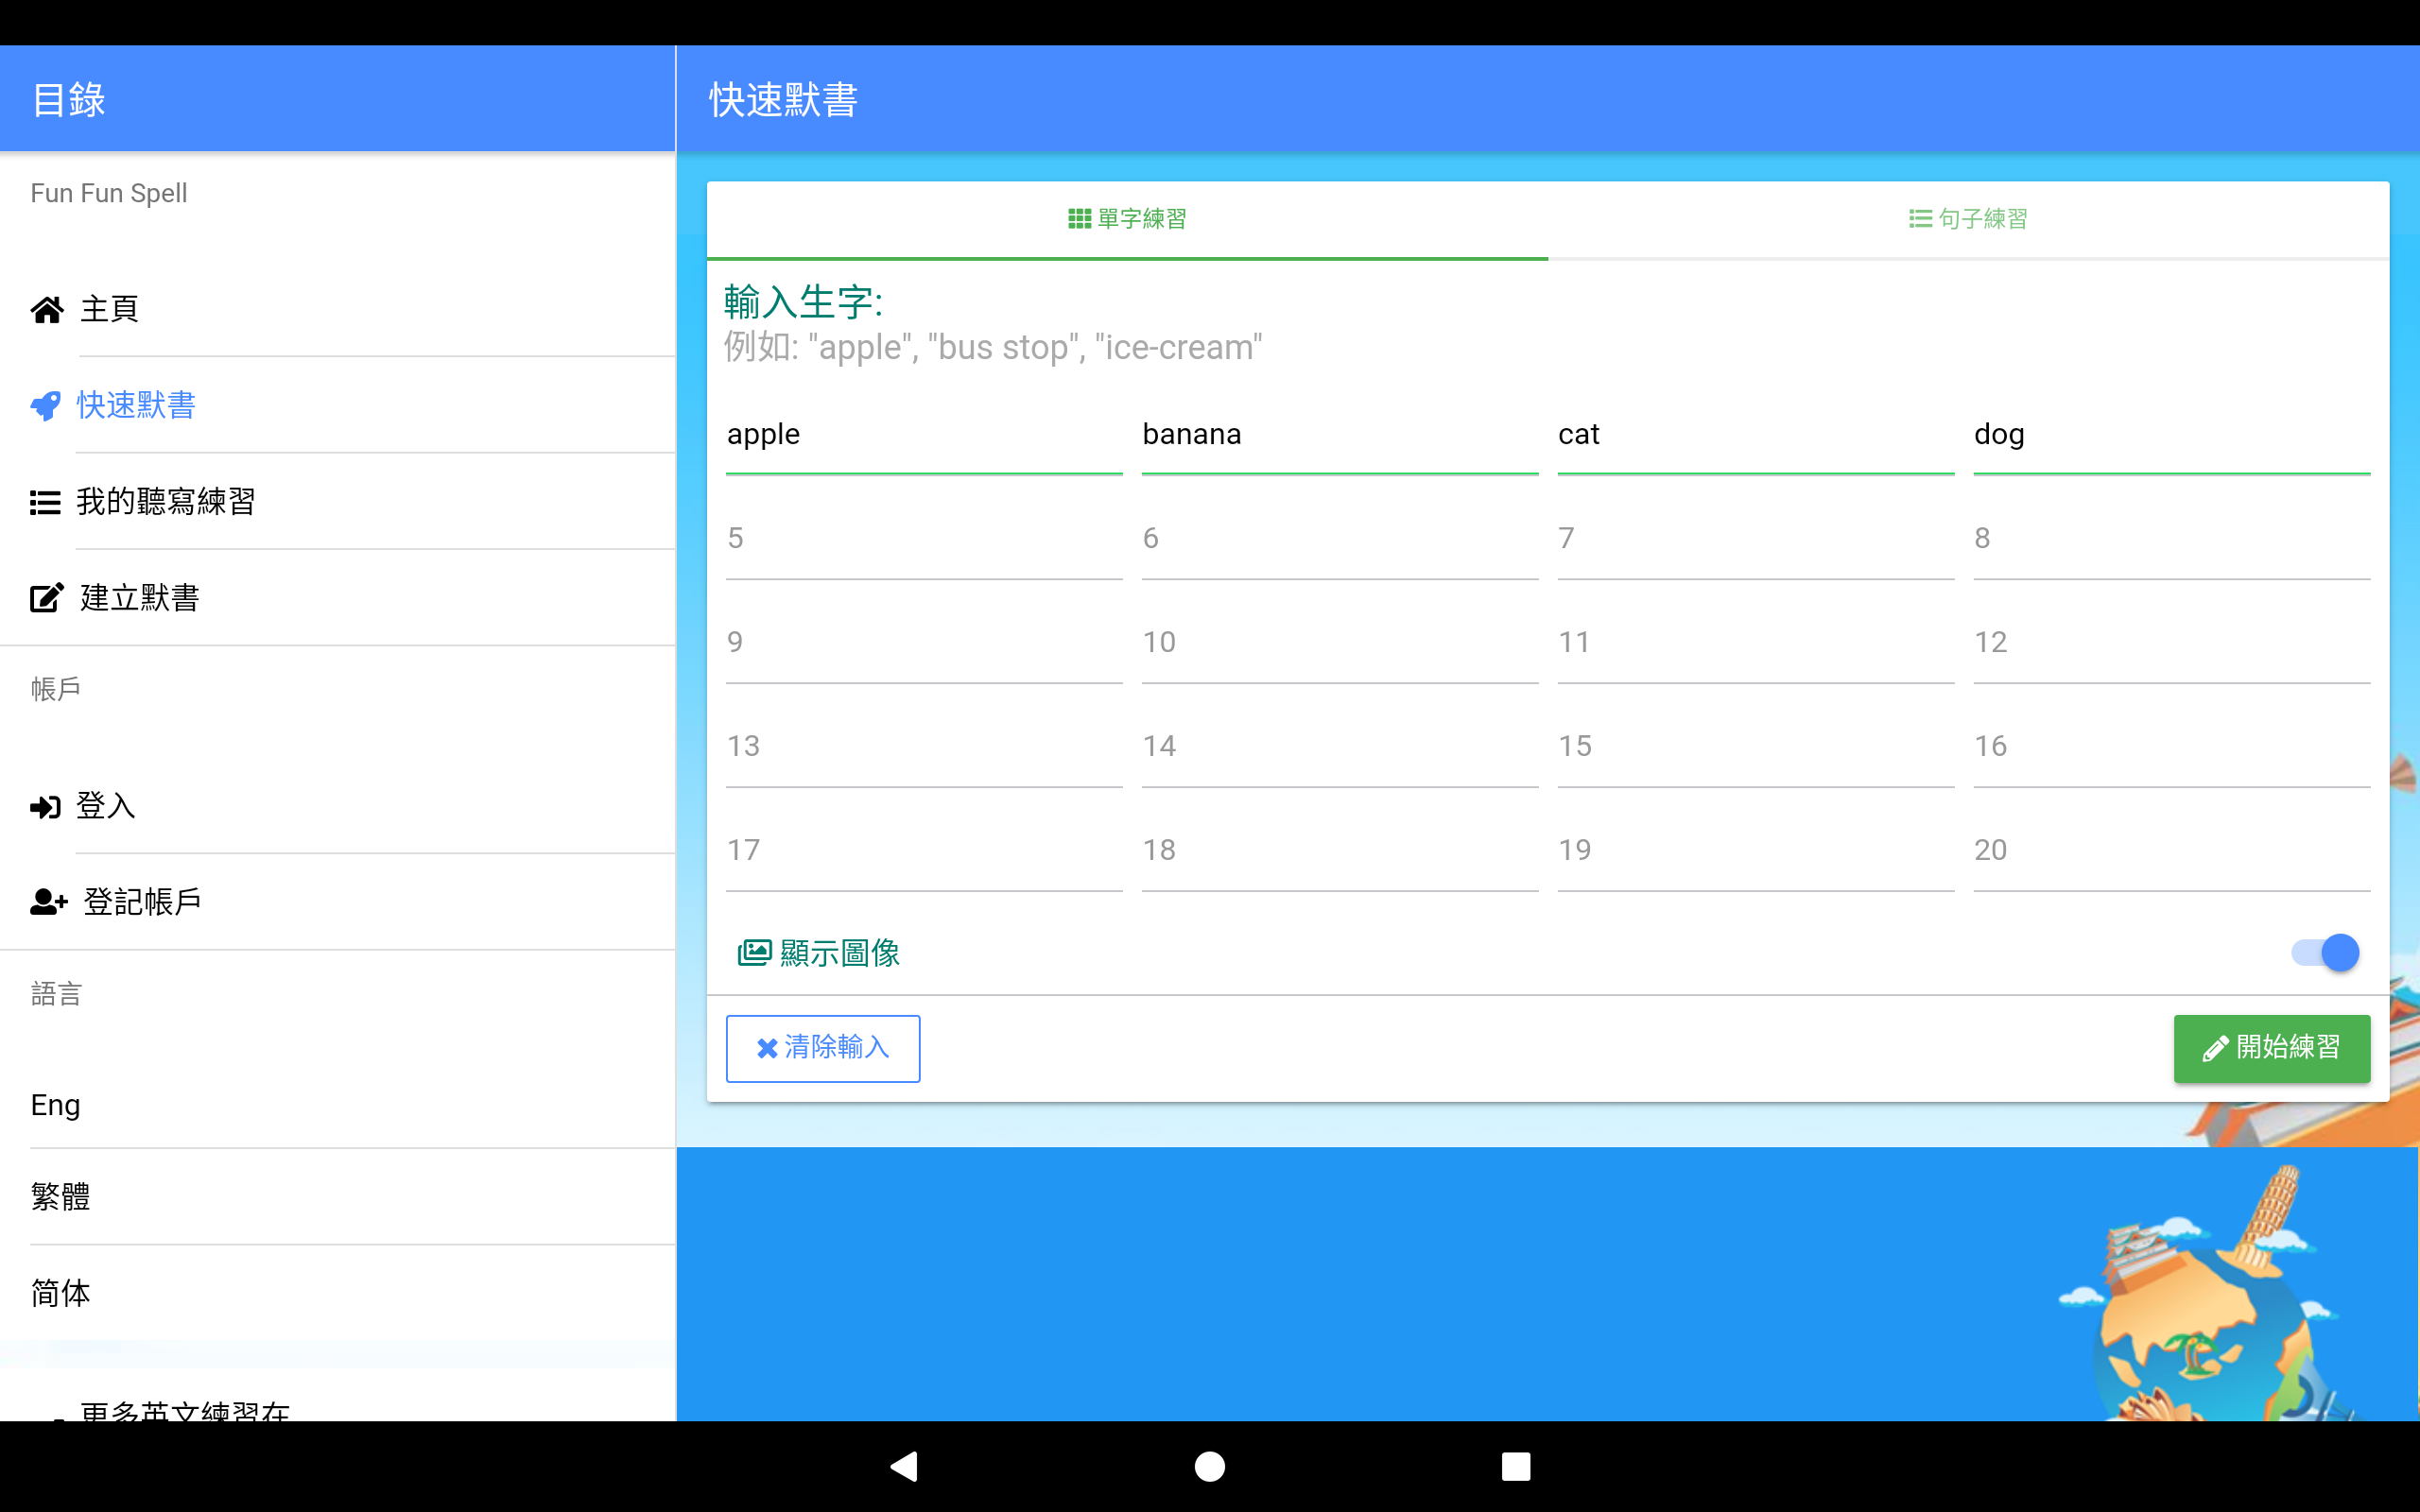 目錄
Fun Fun Spell
主頁
快速默書
我的聽寫練習
建立默書
帳戶
登入
登記帳戶
語言
Eng
繁體
简体
更多英文練習在
快速默書
單字練習
句子練習
輸入生字:
例如: "apple", "bus stop", "ice-cream"
apple banana cat dog
5 6 7 8
9 10 11 12
13 14 15 16
17 18 19 20
顯示圖像
清除輸入
開始練習